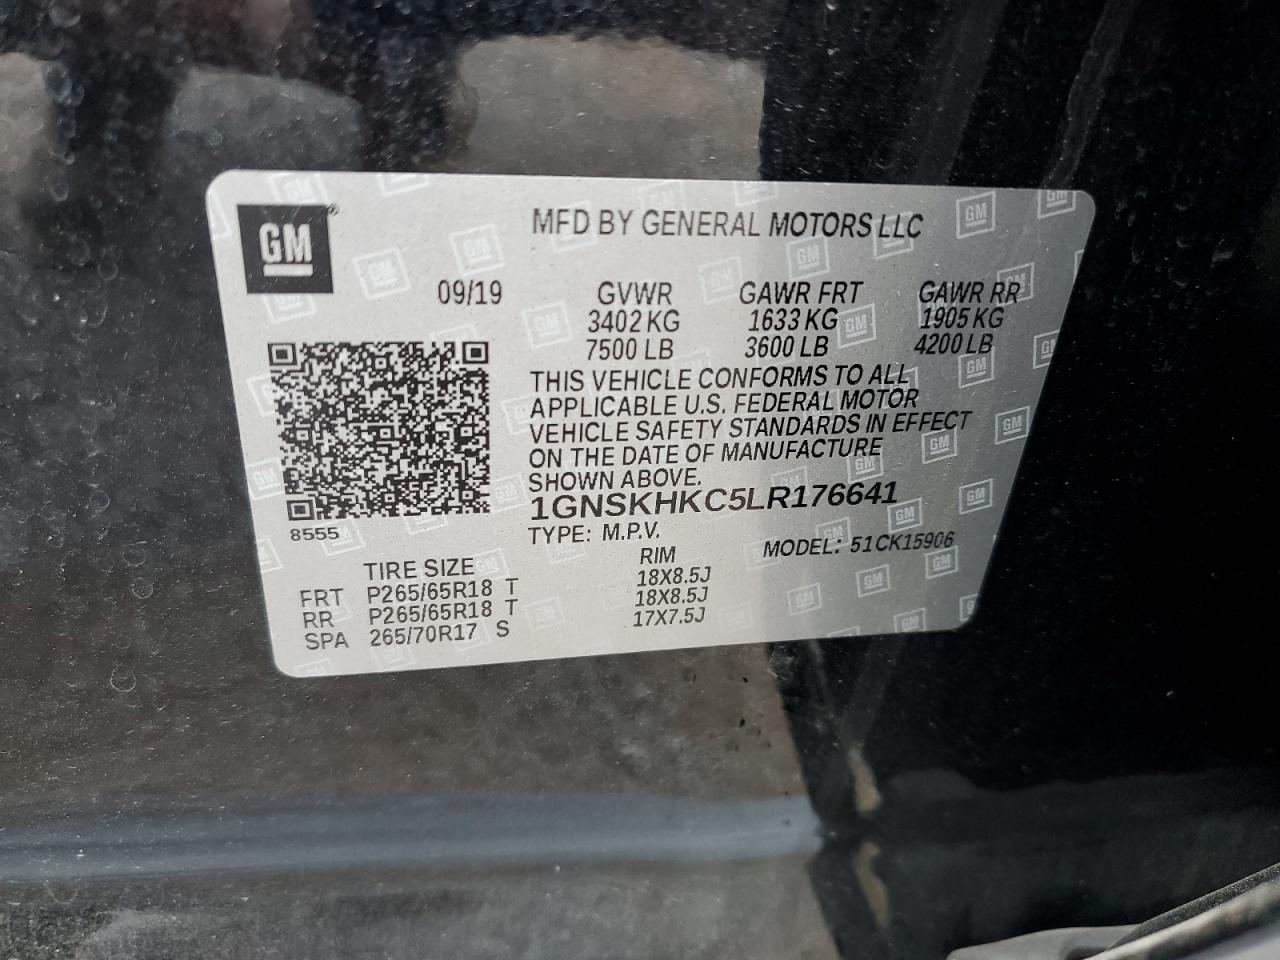 GM
MFD BY GENERAL MOTORS LLC
09/19 GVWR GAWR FRT GAWR RR
3402 KG 1633 KG 1905 KG
7500 LB 3600 LB 4200 LB
THIS VEHICLE CONFORMS TO ALL
APPLICABLE U.S. FEDERAL MOTOR
VEHICLE SAFETY STANDARDS IN EFFECT
ON THE DATE OF MANUFACTURE
SHOWN ABOVE.
1GNSKHKC5LR176641
8555
TYPE: M.P.V. MODEL: 51CK15906
TIRE SIZE RIM
FRT P265/65R18 T 18X8.5J
RR P265/65R18 T 18X8.5J
SPA 265/70R17 S 17X7.5J